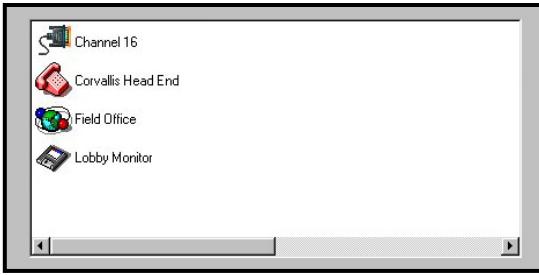 Channel 16
Corvallis Head End
Field Office
Lobby Monitor